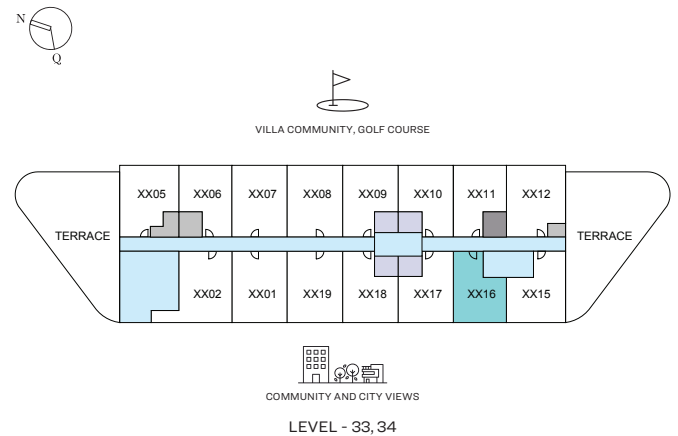 N
Q
VILLA COMMUNITY, GOLF COURSE
XX05 XX06 XX07 XX08 XX09 XX10 XX11 XX12
TERRACE TERRACE
XX02 XX01 XX19 XX18 XX17 XX16 XX15
COMMUNITY AND CITY VIEWS
LEVEL - 33, 34